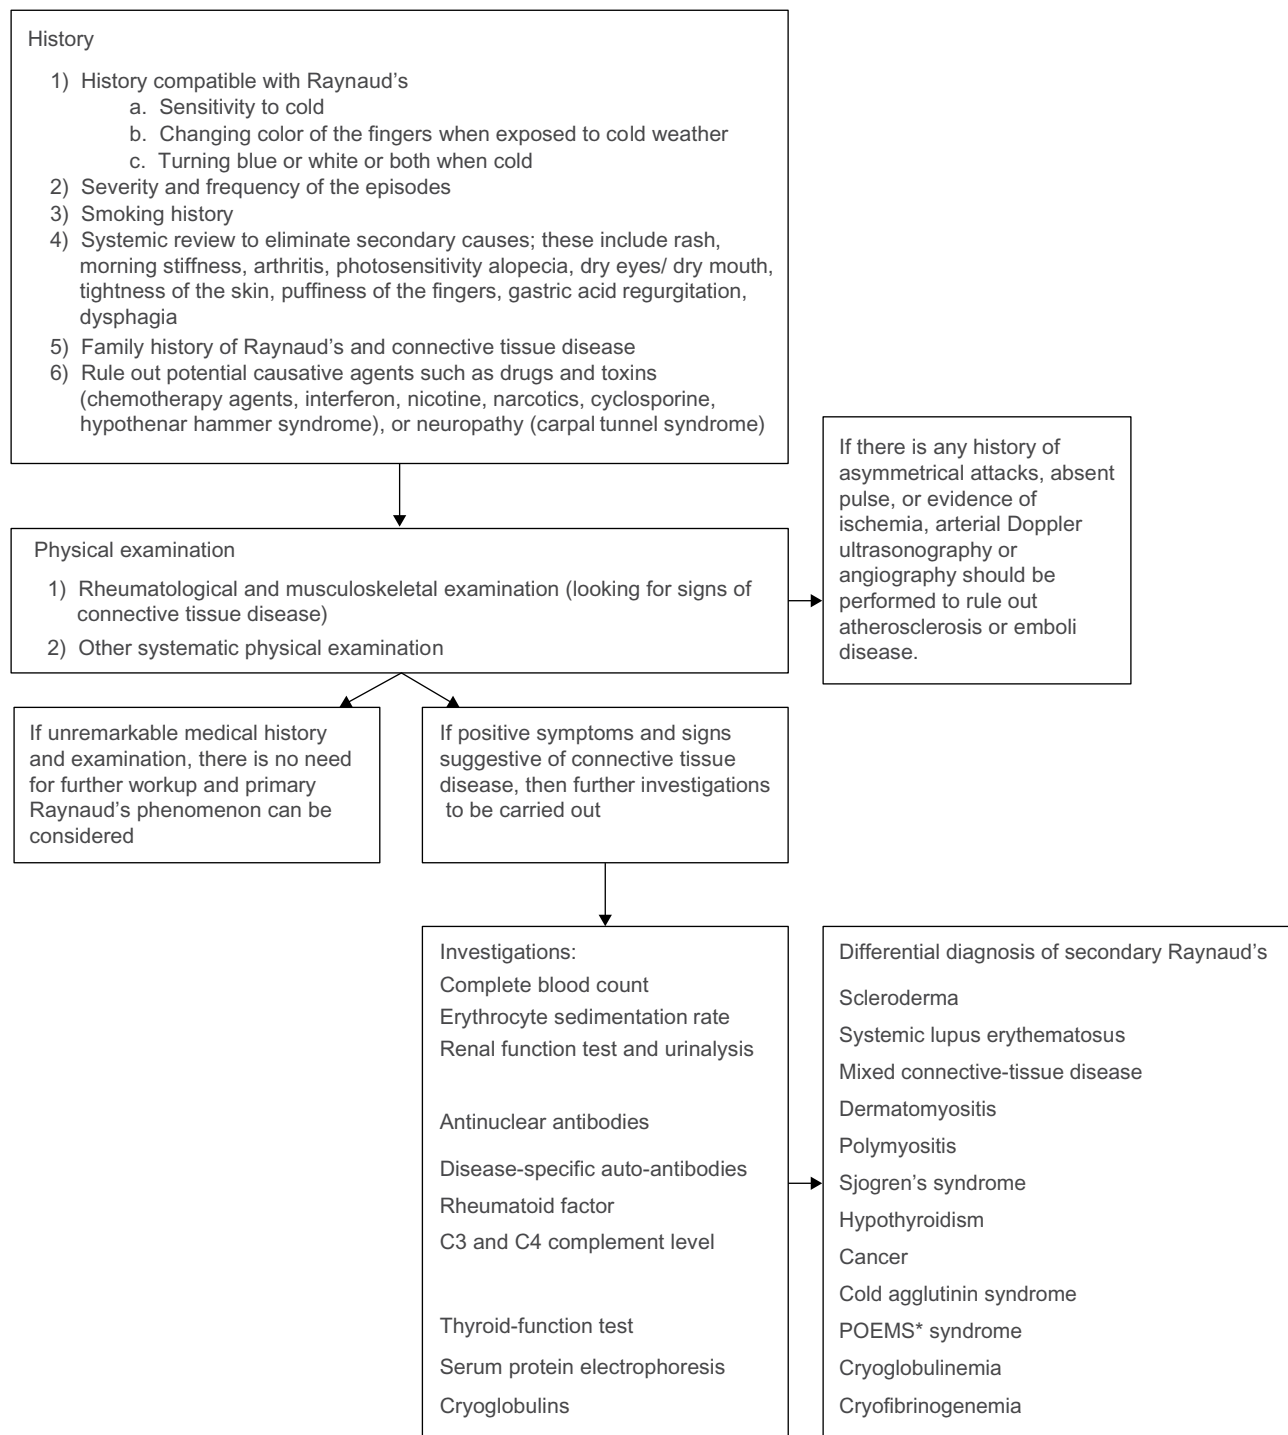 History
1) History compatible with Raynaud's
a. Sensitivity to cold
b. Changing color of the fingers when exposed to cold weather
c. Turning blue or white or both when cold
2) Severity and frequency of the episodes
3) Smoking history
4) Systemic review to eliminate secondary causes; these include rash,
morning stiffness, arthritis, photosensitivity alopecia, dry eyes/ dry mouth,
tightness of the skin, puffiness of the fingers, gastric acid regurgitation,
dysphagia
5) Family history of Raynaud's and connective tissue disease
6) Rule out potential causative agents such as drugs and toxins
(chemotherapy agents, interferon, nicotine, narcotics, cyclosporine,
hypothenar hammer syndrome), or neuropathy (carpal tunnel syndrome)
If there is any history of
asymmetrical attacks, absent
pulse, or evidence of
ischemia, arterial Doppler
ultrasonography or
angiography should be
performed to rule out
atherosclerosis or emboli
disease.
Physical examination
1) Rheumatological and musculoskeletal examination (looking for signs of
connective tissue disease)
2) Other systematic physical examination
If unremarkable medical history
and examination, there is no need
for further workup and primary
Raynaud's phenomenon can be
considered
If positive symptoms and signs
suggestive of connective tissue
disease, then further investigations
to be carried out
Investigations:
Complete blood count
Erythrocyte sedimentation rate
Renal function test and urinalysis
Antinuclear antibodies
Disease-specific auto-antibodies
Rheumatoid factor
C3 and C4 complement level
Thyroid-function test
Serum protein electrophoresis
Cryoglobulins
Differential diagnosis of secondary Raynaud's
Scleroderma
Systemic lupus erythematosus
Mixed connective-tissue disease
Dermatomyositis
Polymyositis
Sjogren's syndrome
Hypothyroidism
Cancer
Cold agglutinin syndrome
POEMS* syndrome
Cryoglobulinemia
Cryofibrinogenemia